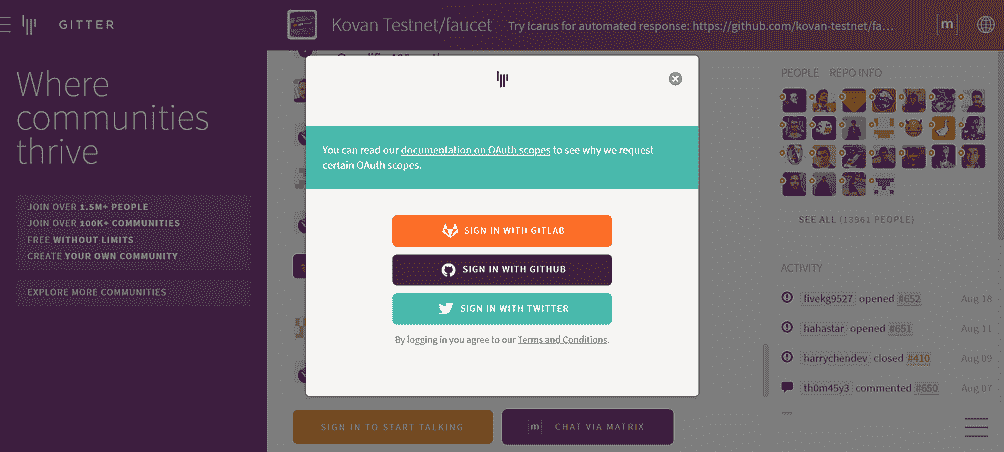 GITTER
Kovan Testnet/faucet
Try Icarus for automated response: https://github.com/kovan-testnet/fa...
m
Where
communities
thrive
JOIN OVER 1.5M+ PEOPLE
JOIN OVER 100K+ COMMUNITIES
FREE WITHOUT LIMITS
CREATE YOUR OWN COMMUNITY
EXPLORE MORE COMMUNITIES
You can read our documentation on OAuth scopes to see why we request
certain OAuth scopes.
SIGN IN WITH GITLAB
SIGN IN WITH GITHUB
SIGN IN WITH TWITTER
By logging in you agree to our Terms and Conditions.
SIGN IN TO START TALKING
m CHAT VIA MATRIX
PEOPLE REPO INFO
SEE ALL (13961 PEOPLE)
ACTIVITY
fivekg9527 opened #652 Aug 18
hahastar opened #651 Aug 11
harrychendev closed #410 Aug 09
th0m45y3 commented #650 Aug 07